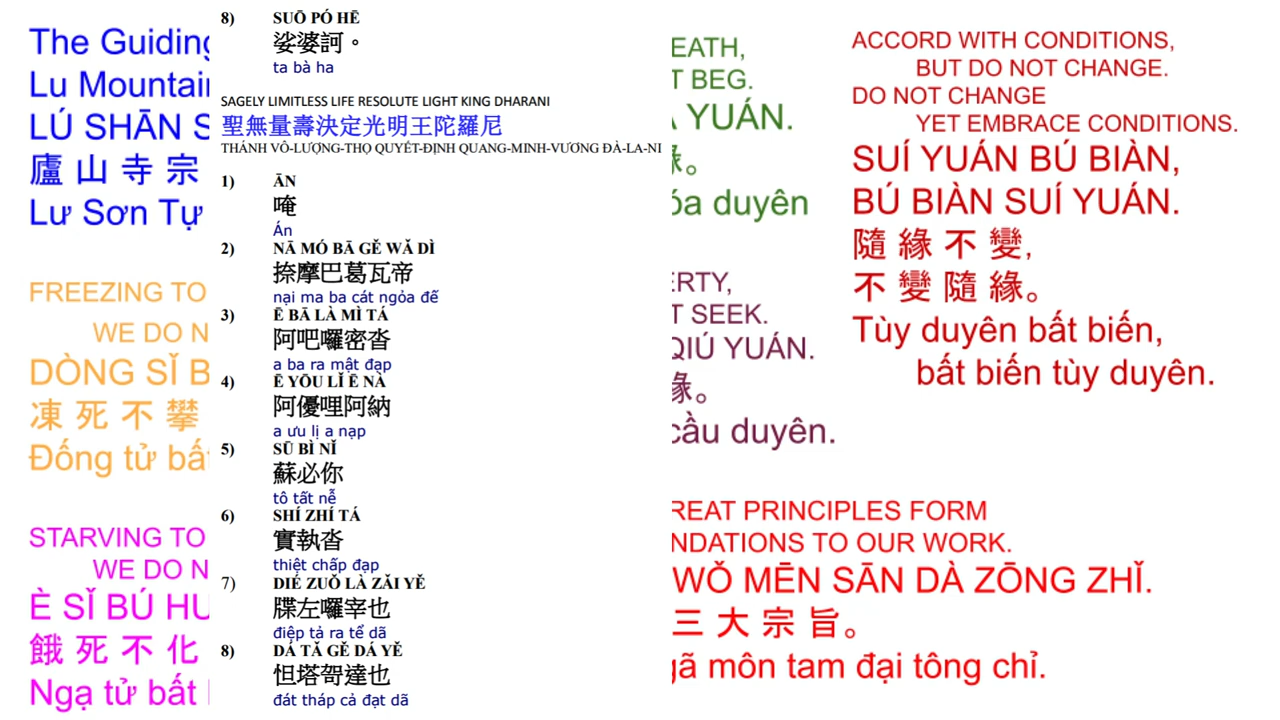 The Guiding
Lu Mountain
LÚ SHĀN S
廬 山 寺 宗
Lư Sơn Tự
FREEZING TO
WE DO N
DÒNG SǏ B
凍 死 不 攀
Đống tử bất
STARVING TO
WE DO N
È SǏ BÚ HU
餓 死 不 化
Ngạ tử bất
8) SUŌ PÓ HĒ
娑婆訶。
ta bà ha
SAGELY LIMITLESS LIFE RESOLUTE LIGHT KING DHARANI
聖無量壽決定光明王陀羅尼
THÁNH VÔ-LƯỢNG-THỌ QUYẾT-ĐỊNH QUANG-MINH-VƯƠNG ĐÀ-LA-NI
1) ĀN
唵
Án
2) NĀ MÓ BĀ GĚ WǍ DÌ
捺摩巴葛瓦帝
nại ma ba cát ngỏa đế
3) Ē BĀ LÀ MÌ TÁ
阿吧囉密沓
a ba ra mật đạp
4) Ē YŌU LǏ Ē NÀ
阿優哩阿納
a ưu lị a nạp
5) SŪ BÌ NǏ
蘇必你
tô tất nễ
6) SHÍ ZHÍ TÁ
實執沓
thiệt chấp đạp
7) DIÉ ZUǑ LÀ ZǍI YĚ
牒左囉宰也
điệp tả ra tể dã
8) DÁ TǍ GĚ DÁ YĚ
怛塔哿達也
đát tháp cả đạt dã
EATH,
T BEG.
YUÁN.
緣。
óa duyên
ERTY,
T SEEK.
QIÚ YUÁN.
緣。
cầu duyên.
ACCORD WITH CONDITIONS,
BUT DO NOT CHANGE.
DO NOT CHANGE
YET EMBRACE CONDITIONS.
SUÍ YUÁN BÚ BIÀN,
BÚ BIÀN SUÍ YUÁN.
隨 緣 不 變,
不 變 隨 緣。
Tùy duyên bất biến,
bất biến tùy duyên.
REAT PRINCIPLES FORM
NDATIONS TO OUR WORK.
WǑ MĒN SĀN DÀ ZŌNG ZHǏ.
三 大 宗 旨。
gã môn tam đại tông chỉ.